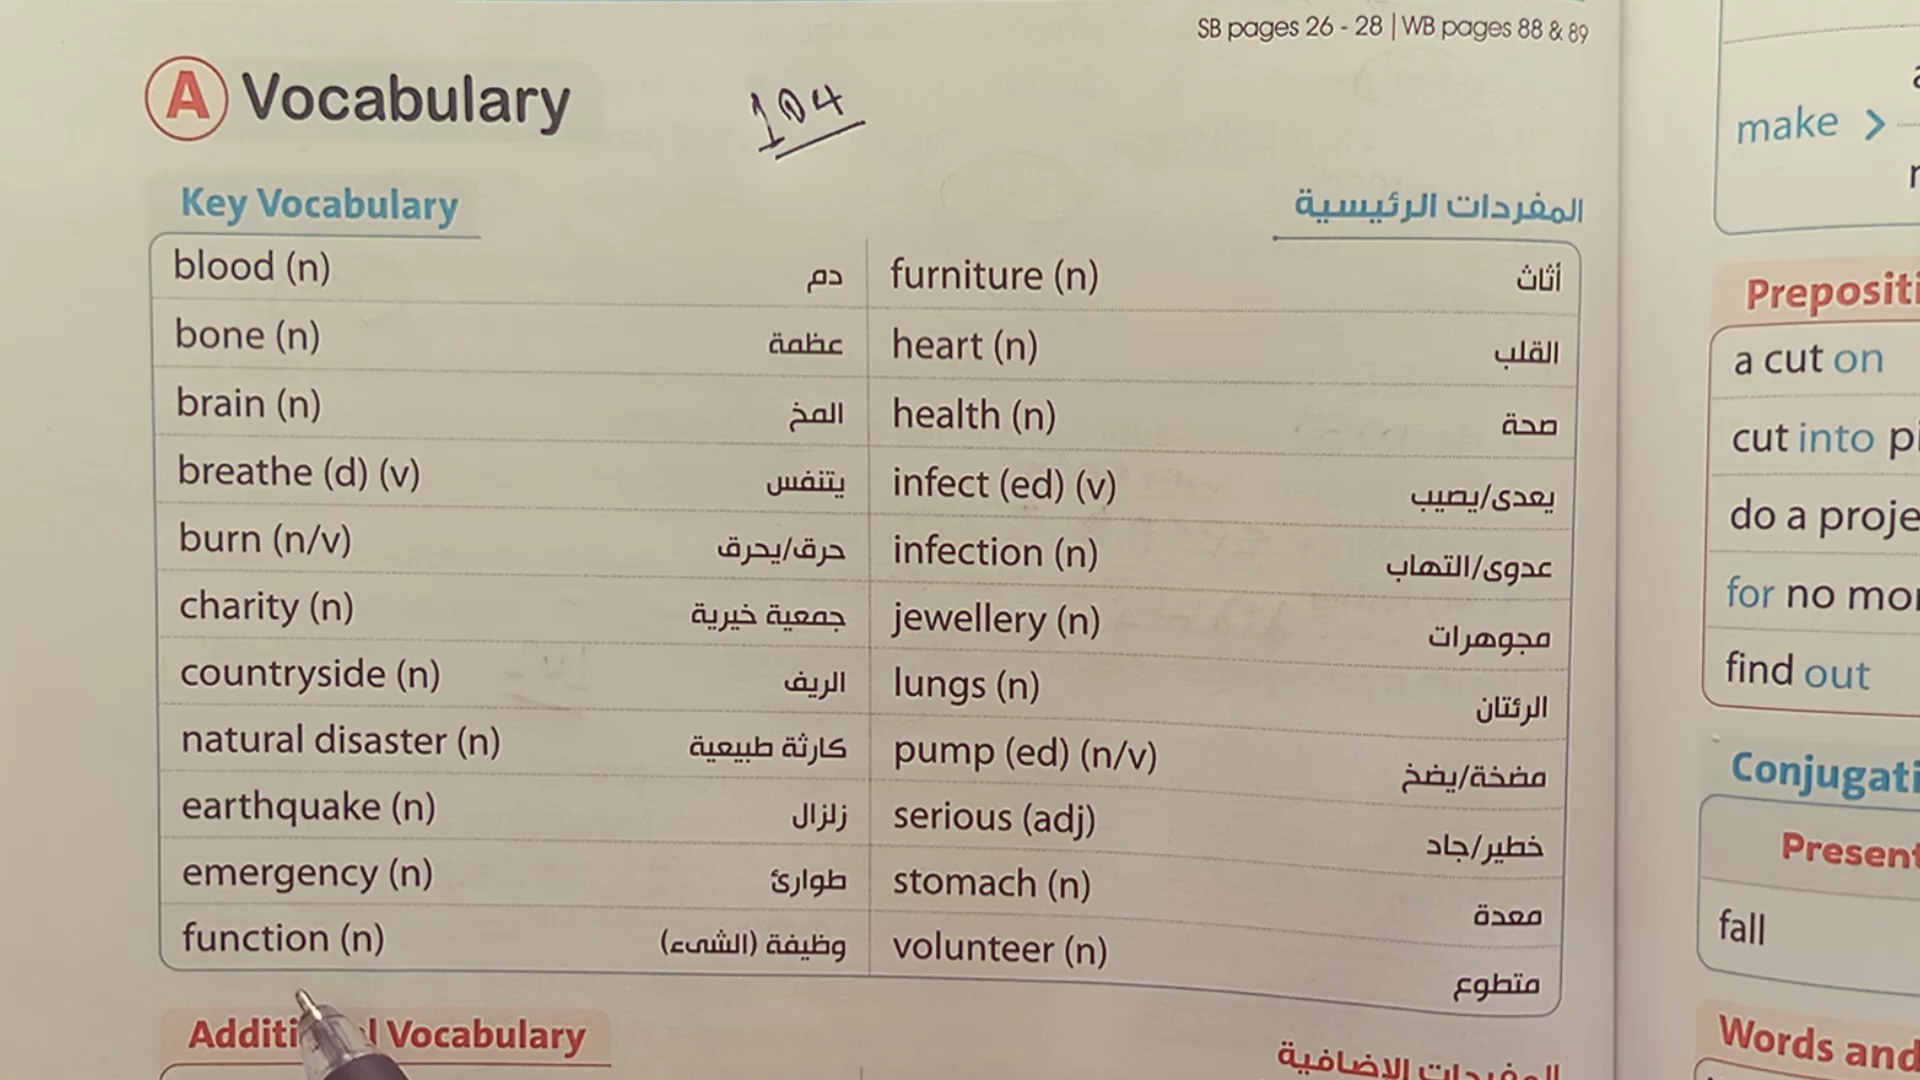 SB pages 26 - 28 | WB pages 88 & 89
A Vocabulary
104
Key Vocabulary المفردات الرئيسية
blood (n) دم furniture (n) أثاث
bone (n) عظمة heart (n) القلب
brain (n) المخ health (n) صحة
breathe (d) (v) يتنفس infect (ed) (v) يعدى/يصيب
burn (n/v) حرق/يحرق infection (n) عدوى/التهاب
charity (n) جمعية خيرية jewellery (n) مجوهرات
countryside (n) الريف lungs (n) الرئتان
natural disaster (n) كارثة طبيعية pump (ed) (n/v) مضخة/يضخ
earthquake (n) زلزال serious (adj) خطير/جاد
emergency (n) طوارئ stomach (n) معدة
function (n) وظيفة (الشىء) volunteer (n) متطوع
Vocabulary المفردات الإضافية
make >
a cut on
cut into
do a
for no
find out
Present
fall
Words and